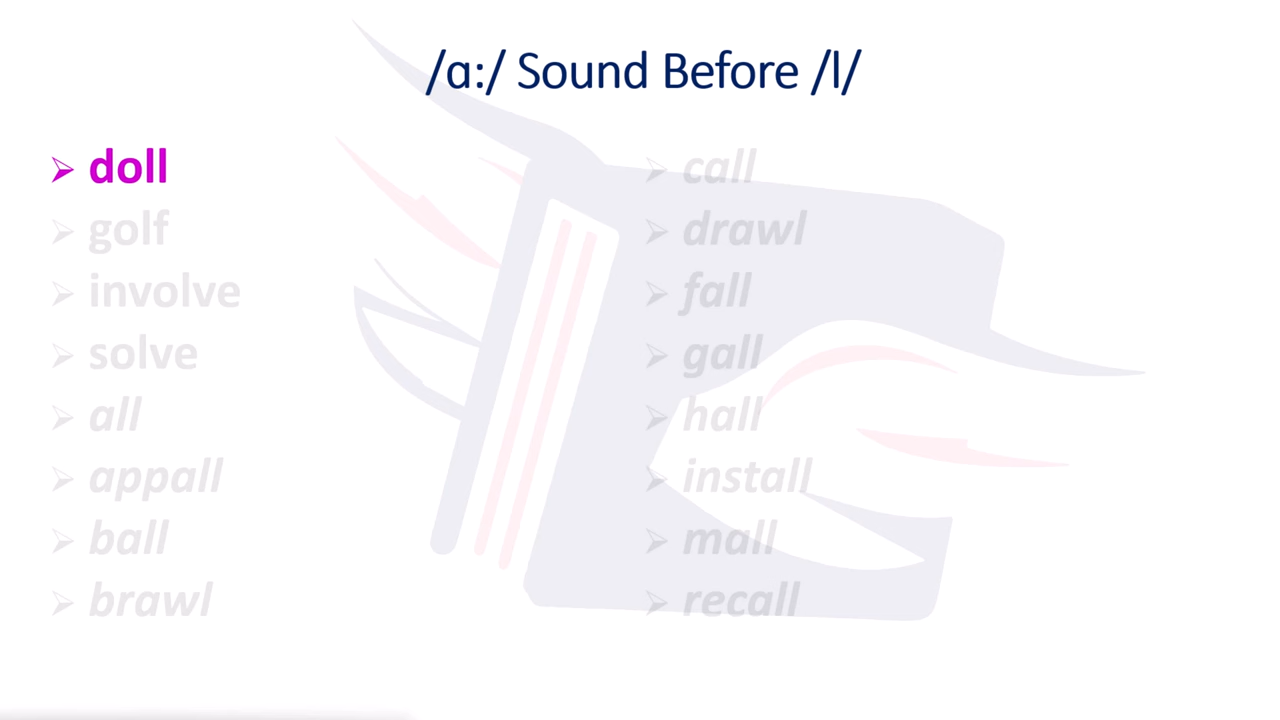 /ɑ:/ Sound Before /l/
doll
golf
involve
solve
all
appall
ball
brawl
call
drawl
fall
gall
hall
install
mall
recall